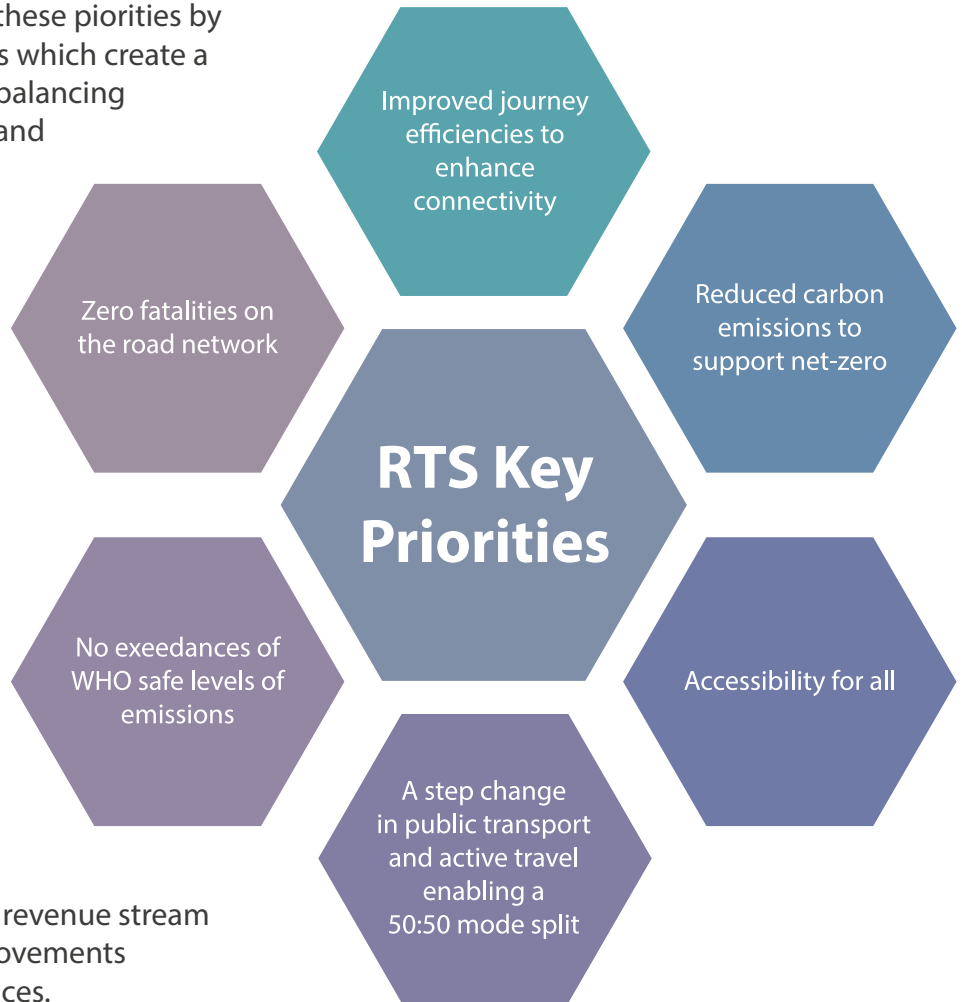 these piorities by
s which create a
balancing
and
Improved journey
efficiencies to
enhance
connectivity
Zero fatalities on
the road network
Reduced carbon
emissions to
support net-zero
RTS Key
Priorities
No exeedances of
WHO safe levels of
emissions
Accessibility for all
A step change
in public transport
and active travel
enabling a
50:50 mode split
revenue stream
ovements
ces.